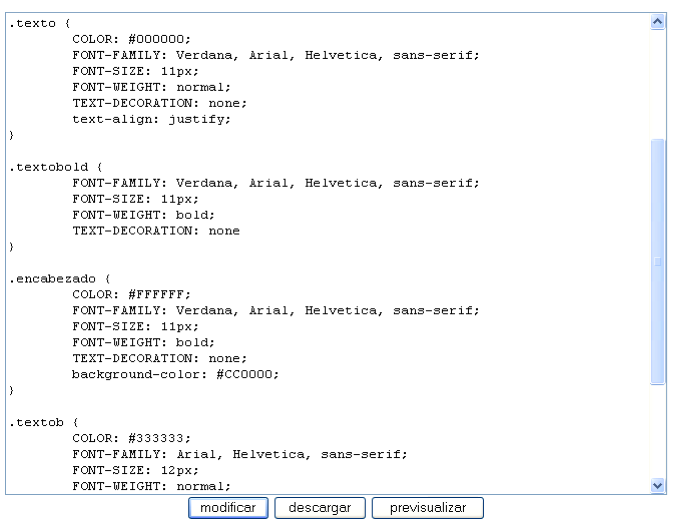 .texto {
COLOR: #000000;
FONT-FAMILY: Verdana, Arial, Helvetica, sans-serif;
FONT-SIZE: 11px;
FONT-WEIGHT: normal;
TEXT-DECORATION: none;
text-align: justify;
}
.textobold {
FONT-FAMILY: Verdana, Arial, Helvetica, sans-serif;
FONT-SIZE: 11px;
FONT-WEIGHT: bold;
TEXT-DECORATION: none
}
.encabezado {
COLOR: #FFFFFF;
FONT-FAMILY: Verdana, Arial, Helvetica, sans-serif;
FONT-SIZE: 11px;
FONT-WEIGHT: bold;
TEXT-DECORATION: none;
background-color: #CC0000;
}
.textob {
COLOR: #333333;
FONT-FAMILY: Arial, Helvetica, sans-serif;
FONT-SIZE: 12px;
FONT-WEIGHT: normal;
modificar descargar previsualizar